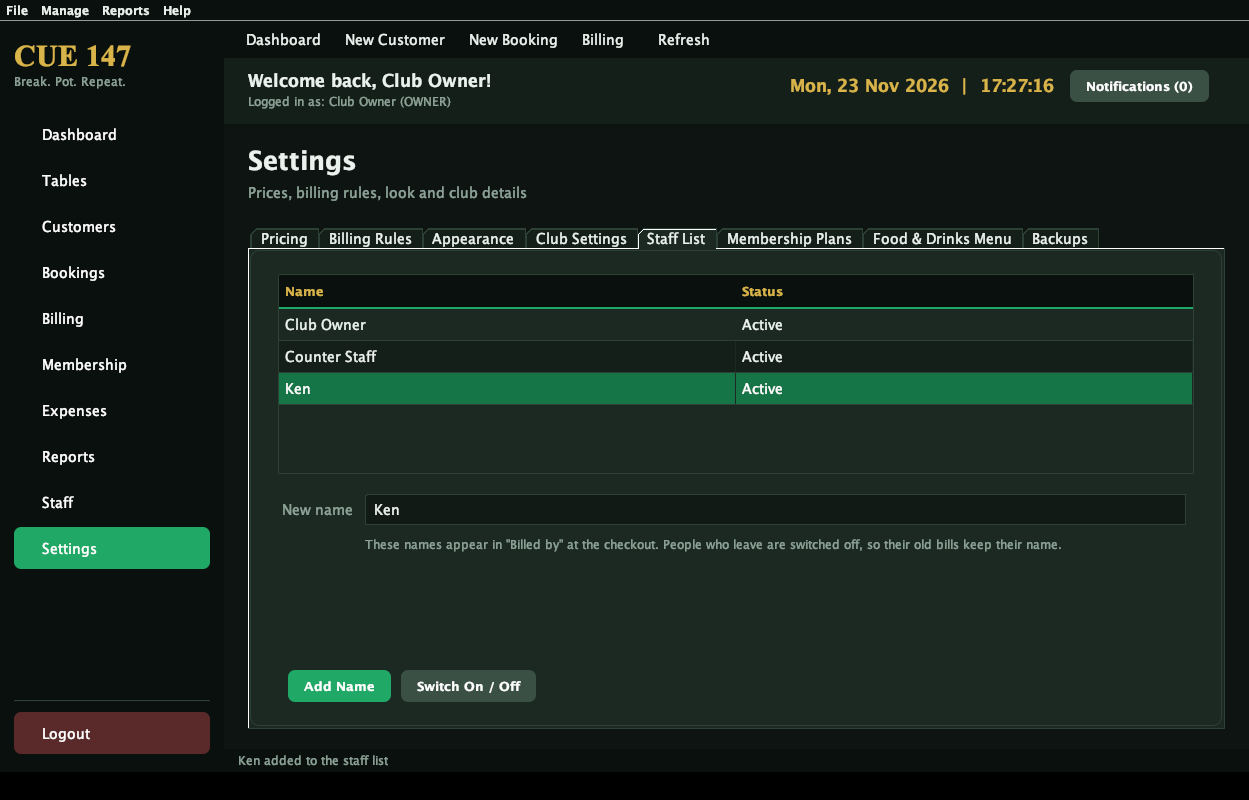 File Manage Reports Help
CUE 147
Break. Pot. Repeat.
Dashboard New Customer New Booking Billing Refresh
Welcome back, Club Owner!
Logged in as: Club Owner (OWNER)
Mon, 23 Nov 2026 | 17:27:16
Notifications (0)
Dashboard
Tables
Customers
Bookings
Billing
Membership
Expenses
Reports
Staff
Settings
Logout
Settings
Prices, billing rules, look and club details
Pricing Billing Rules Appearance Club Settings Staff List Membership Plans Food & Drinks Menu Backups
Name Status
Club Owner Active
Counter Staff Active
Ken Active
New name Ken
These names appear in "Billed by" at the checkout. People who leave are switched off, so their old bills keep their name.
Add Name Switch On / Off
Ken added to the staff list